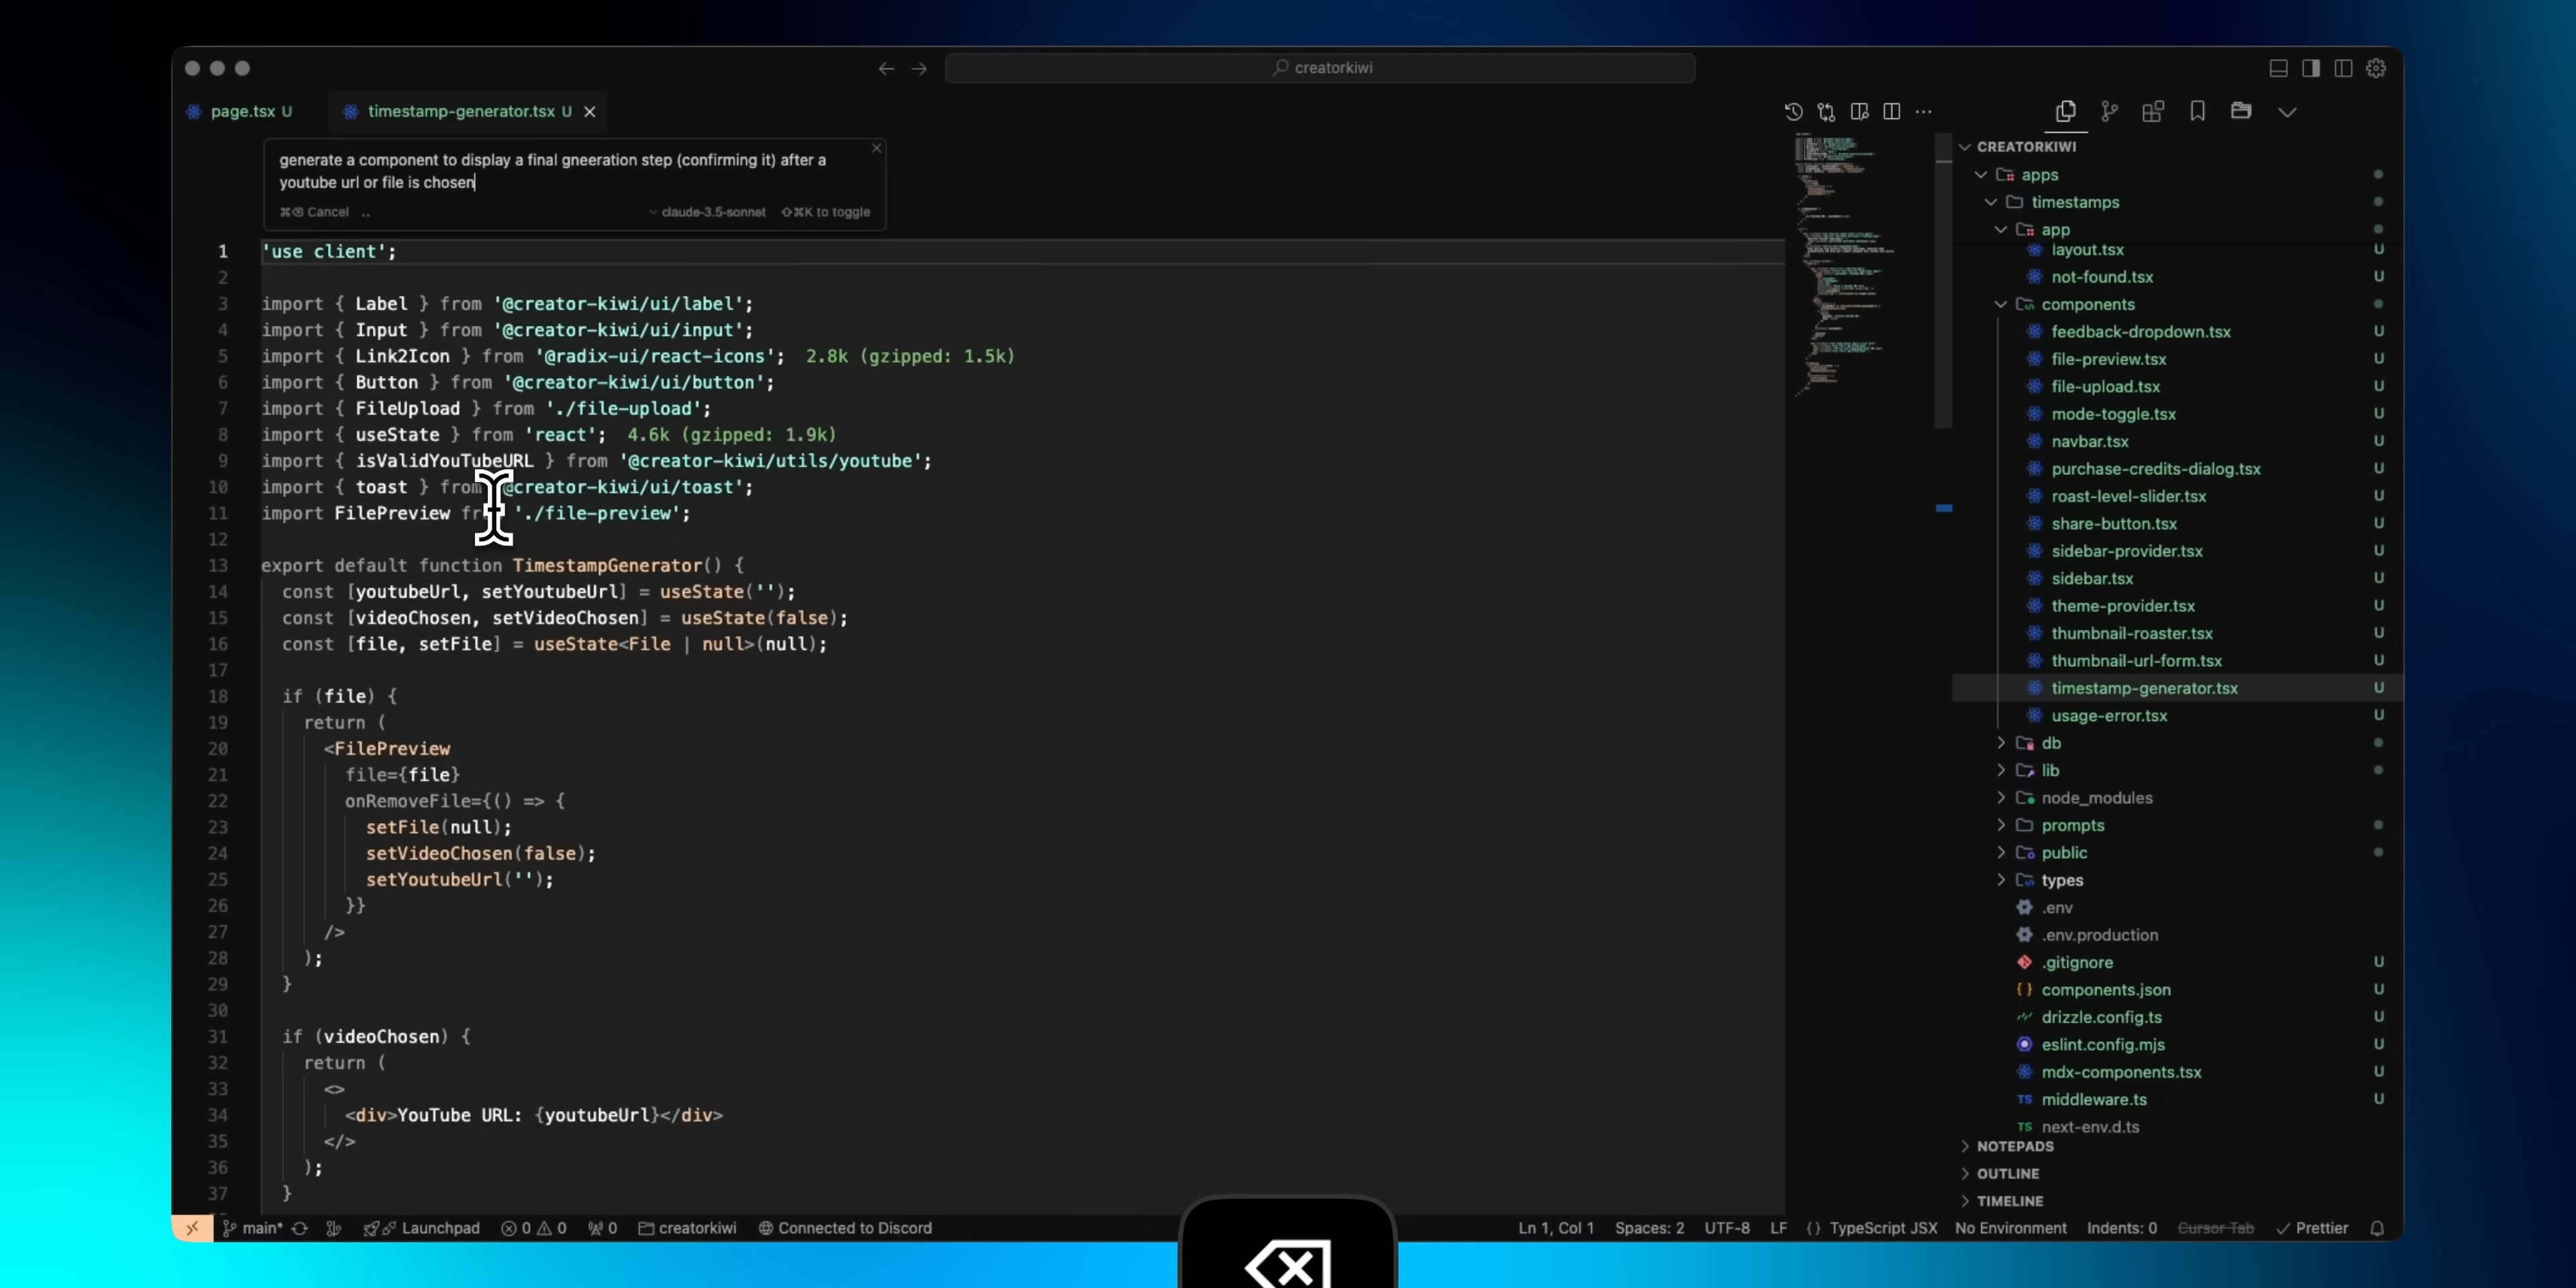 creatorkiwi
page.tsx U
timestamp-generator.tsx U
generate a component to display a final gneeration step (confirming it) after a
youtube url or file is chosen
⌘⌫ Cancel ..
claude-3.5-sonnet ⇧⌘K to toggle
1 'use client';
2
3 import { Label } from '@creator-kiwi/ui/label';
4 import { Input } from '@creator-kiwi/ui/input';
5 import { Link2Icon } from '@radix-ui/react-icons'; 2.8k (gzipped: 1.5k)
6 import { Button } from '@creator-kiwi/ui/button';
7 import { FileUpload } from './file-upload';
8 import { useState } from 'react'; 4.6k (gzipped: 1.9k)
9 import { isValidYouTubeURL } from '@creator-kiwi/utils/youtube';
10 import { toast } from @creator-kiwi/ui/toast';
11 import FilePreview fr './file-preview';
12
13 export default function TimestampGenerator() {
14 const [youtubeUrl, setYoutubeUrl] = useState('');
15 const [videoChosen, setVideoChosen] = useState(false);
16 const [file, setFile] = useState<File | null>(null);
17
18 if (file) {
19 return (
20 <FilePreview
21 file={file}
22 onRemoveFile={() => {
23 setFile(null);
24 setVideoChosen(false);
25 setYoutubeUrl('');
26 }}
27 />
28 );
29 }
30
31 if (videoChosen) {
32 return (
33 <>
34 <div>YouTube URL: {youtubeUrl}</div>
35 </>
36 );
37 }
CREATORKIWI
apps
timestamps
app
layout.tsx U
not-found.tsx U
components
feedback-dropdown.tsx U
file-preview.tsx U
file-upload.tsx U
mode-toggle.tsx U
navbar.tsx U
purchase-credits-dialog.tsx U
roast-level-slider.tsx U
share-button.tsx U
sidebar-provider.tsx U
sidebar.tsx U
theme-provider.tsx U
thumbnail-roaster.tsx U
thumbnail-url-form.tsx U
timestamp-generator.tsx U
usage-error.tsx U
db
lib
node_modules
prompts
public
types
.env
.env.production
.gitignore U
components.json U
drizzle.config.ts U
eslint.config.mjs U
mdx-components.tsx U
TS middleware.ts U
TS next-env.d.ts
NOTEPADS
OUTLINE
TIMELINE
main* Launchpad 0 0 0 creatorkiwi Connected to Discord
Ln 1, Col 1 Spaces: 2 UTF-8 LF {} TypeScript JSX No Environment Indents: 0 Cursor Tab Prettier